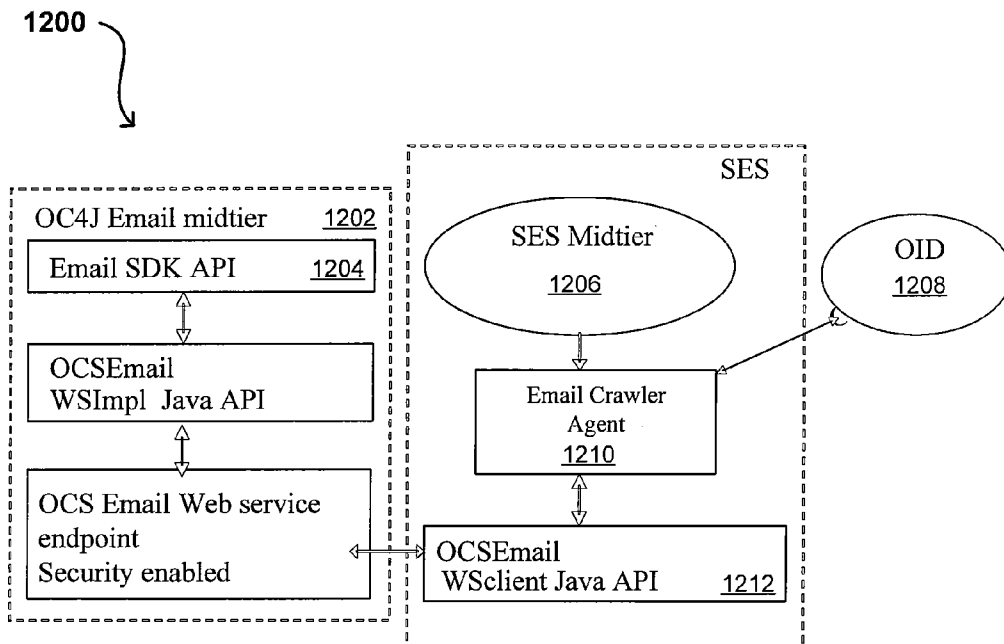 1200
OC4J Email midtier 1202
Email SDK API 1204
OCSEmail
WSImpl Java API
OCS Email Web service
endpoint
Security enabled
SES
SES Midtier
1206
OID
1208
Email Crawler
Agent
1210
OCSEmail
WSclient Java API 1212